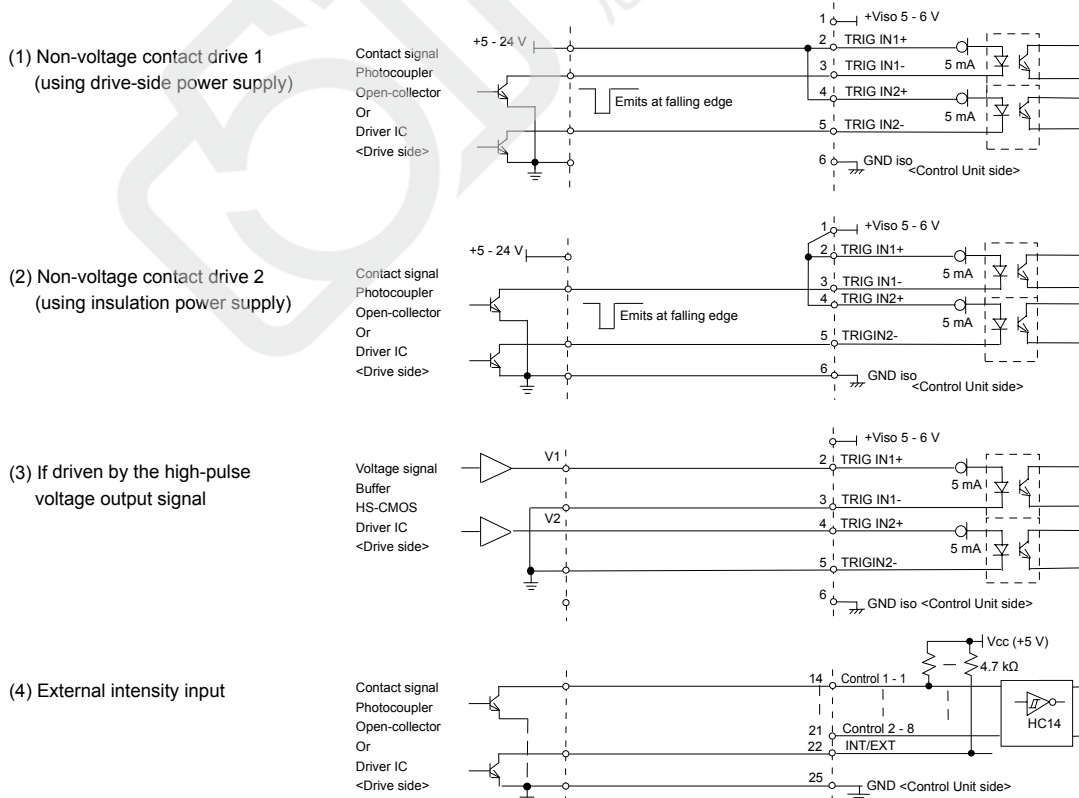 (1) Non-voltage contact drive 1
(using drive-side power supply)
Contact signal
Photocoupler
Open-collector
Or
Driver IC
<Drive side>
+5 - 24 V
Emits at falling edge
1 +Viso 5 - 6 V
2 TRIG IN1+
3 TRIG IN1-
4 TRIG IN2+
5 TRIG IN2-
6 GND iso
<Control Unit side>
5 mA
5 mA
(2) Non-voltage contact drive 2
(using insulation power supply)
Contact signal
Photocoupler
Open-collector
Or
Driver IC
<Drive side>
+5 - 24 V
Emits at falling edge
1 +Viso 5 - 6 V
2 TRIG IN1+
3 TRIG IN1-
4 TRIG IN2+
5 TRIGIN2-
6 GND iso
<Control Unit side>
5 mA
5 mA
(3) If driven by the high-pulse
voltage output signal
Voltage signal
Buffer
HS-CMOS
Driver IC
<Drive side>
V1
V2
+Viso 5 - 6 V
2 TRIG IN1+
3 TRIG IN1-
4 TRIG IN2+
5 TRIGIN2-
6 GND iso <Control Unit side>
5 mA
5 mA
(4) External intensity input
Contact signal
Photocoupler
Open-collector
Or
Driver IC
<Drive side>
Vcc (+5 V)
4.7 kΩ
14 Control 1 - 1
21 Control 2 - 8
22 INT/EXT
25 GND <Control Unit side>
HC14